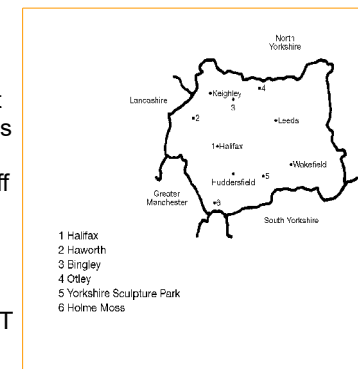 North
Yorkshire
Keighley
4
3
Lancashire
2
Leeds
1 Halifax
Wakefield
Huddersfield
5
Greater
Manchester
6
South Yorkshire
s
ff
T
1 Halifax
2 Haworth
3 Bingley
4 Otley
5 Yorkshire Sculpture Park
6 Holme Moss